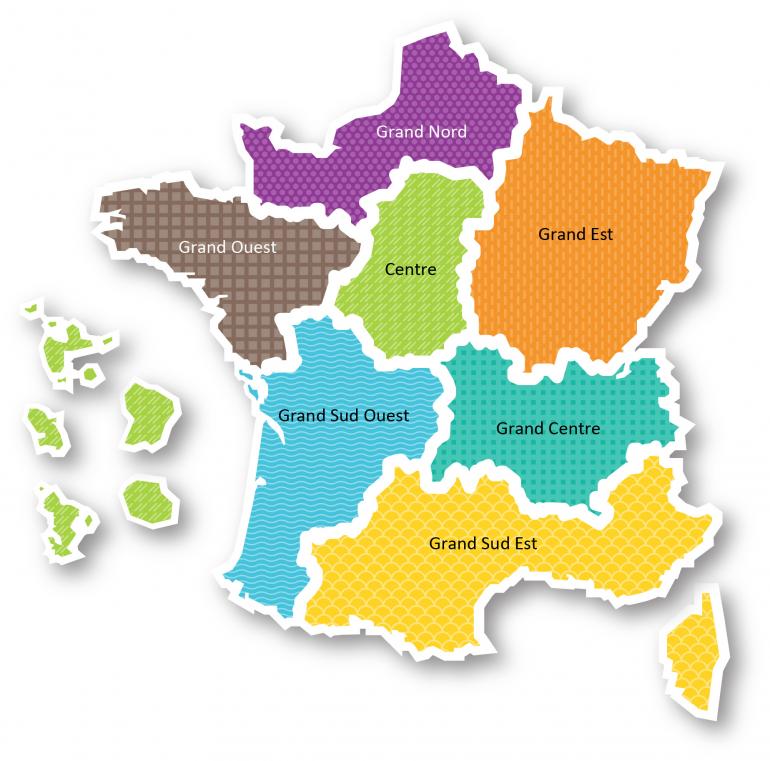 Grand Nord
Grand Est
Grand Ouest
Centre
Grand Sud Ouest
Grand Centre
Grand Sud Est